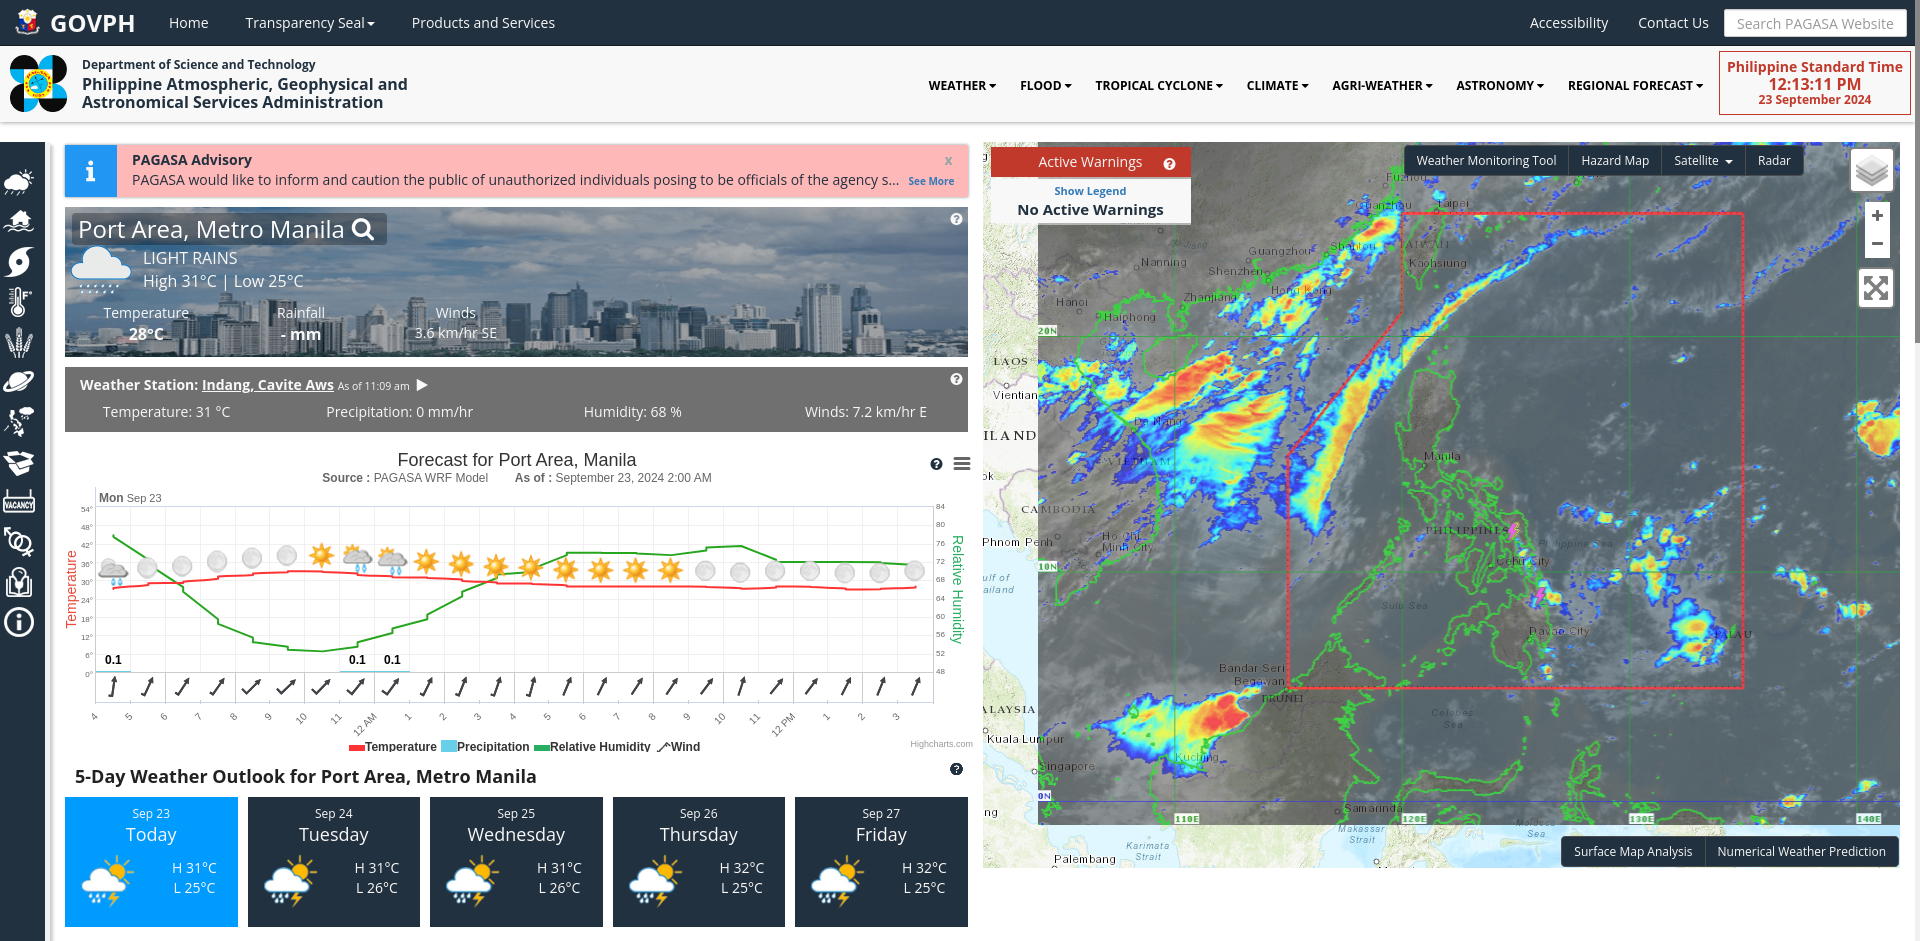 GOVPH
Home
Transparency Seal
Products and Services
Accessibility
Contact Us
Search PAGASA Website
Department of Science and Technology
Philippine Atmospheric, Geophysical and
Astronomical Services Administration
WEATHER
FLOOD
TROPICAL CYCLONE
CLIMATE
AGRI-WEATHER
ASTRONOMY
REGIONAL FORECAST
Philippine Standard Time
12:13:11 PM
23 September 2024
VACANCY
PAGASA Advisory
x
PAGASA would like to inform and caution the public of unauthorized individuals posing to be officials of the agency s...
See More
Port Area, Metro Manila
LIGHT RAINS
High 31°C | Low 25°C
Temperature
Rainfall
Winds
28°C
- mm
3.6 km/hr SE
Weather Station: Indang, Cavite Aws As of 11:09 am
Temperature: 31 °C
Precipitation: 0 mm/hr
Humidity: 68 %
Winds: 7.2 km/hr E
Forecast for Port Area, Manila
Source : PAGASA WRF Model As of : September 23, 2024 2:00 AM
Mon Sep 23
54°
48°
42°
36°
30°
24°
18°
12°
6°
0°
Temperature
84
80
76
72
68
64
60
56
52
48
Relative Humidity
0.1
0.1
0.1
4
5
6
7
8
9
10
11
12 AM
1
2
3
4
5
6
7
8
9
10
11
12 PM
1
2
3
Temperature
Precipitation
Relative Humidity
Wind
Highcharts.com
5-Day Weather Outlook for Port Area, Metro Manila
Sep 23
Today
H 31°C
L 25°C
Sep 24
Tuesday
H 31°C
L 26°C
Sep 25
Wednesday
H 31°C
L 26°C
Sep 26
Thursday
H 32°C
L 25°C
Sep 27
Friday
H 32°C
L 25°C
Active Warnings
Show Legend
No Active Warnings
Weather Monitoring Tool
Hazard Map
Satellite
Radar
+
−
Fuzhou
Taipei
TAIWAN
Kaohsiung
Shantou
Guangzhou
Shenzhen
Hong Kong
Nanning
Zhanjiang
Hanoi
Haiphong
20N
LAOS
Vientian
Da Nang
ILAND
VIETNAM
ok
CAMBODIA
Phnom Penh
Ho Chi
Minh City
10N
ulf of
ailand
Manila
PHILIPPINES
Philippine Sea
Cebu City
Sulu Sea
Davao City
PALAU
Bandar Seri
Begawan
BRUNEI
ALAYSIA
Kuala Lumpur
Celebes
Sea
Kuching
Singapore
0N
ng
Samarinda
110E
120E
130E
140E
Makassar
Strait
Molucca
Sea
Karimata
Strait
Palembang
Surface Map Analysis
Numerical Weather Prediction